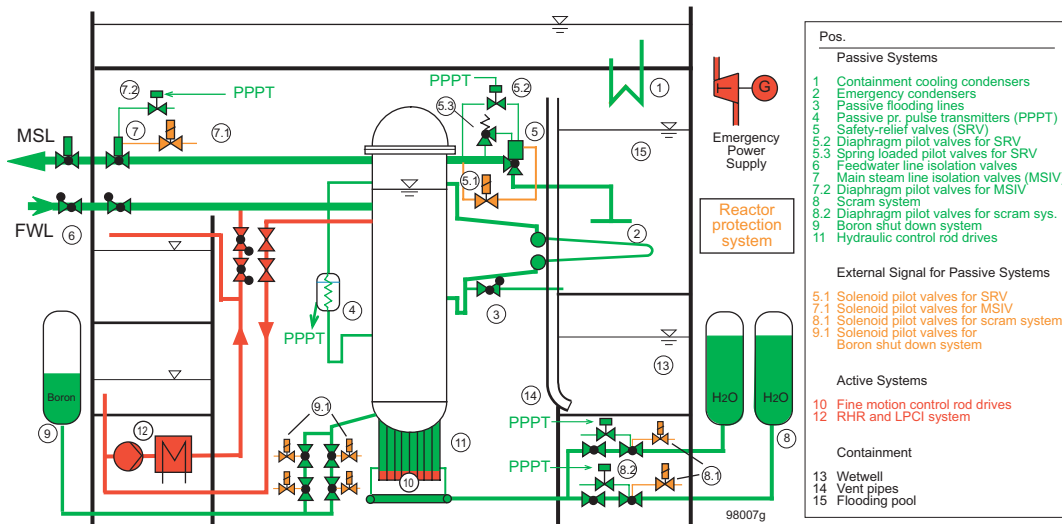 7.2
PPPT
MSL
7
7.1
PPPT
5.2
5.3
5
5.1
1
G
Emergency
Power
Supply
15
FWL
6
2
Reactor
protection
system
4
PPPT
3
13
14
Boron
9
12
9.1
11
10
PPPT
PPPT
8.2
8.1
H2O
H2O
8
98007g
Pos.
Passive Systems
1 Containment cooling condensers
2 Emergency condensers
3 Passive flooding lines
4 Passive pr. pulse transmitters (PPPT)
5 Safety-relief valves (SRV)
5.2 Diaphragm pilot valves for SRV
5.3 Spring loaded pilot valves for SRV
6 Feedwater line isolation valves
7 Main steam line isolation valves (MSIV
7.2 Diaphragm pilot valves for MSIV
8 Scram system
8.2 Diaphragm pilot valves for scram sys.
9 Boron shut down system
11 Hydraulic control rod drives
External Signal for Passive Systems
5.1 Solenoid pilot valves for SRV
7.1 Solenoid pilot valves for MSIV
8.1 Solenoid pilot valves for scram system
9.1 Solenoid pilot valves for
Boron shut down system
Active Systems
10 Fine motion control rod drives
12 RHR and LPCI system
Containment
13 Wetwell
14 Vent pipes
15 Flooding pool